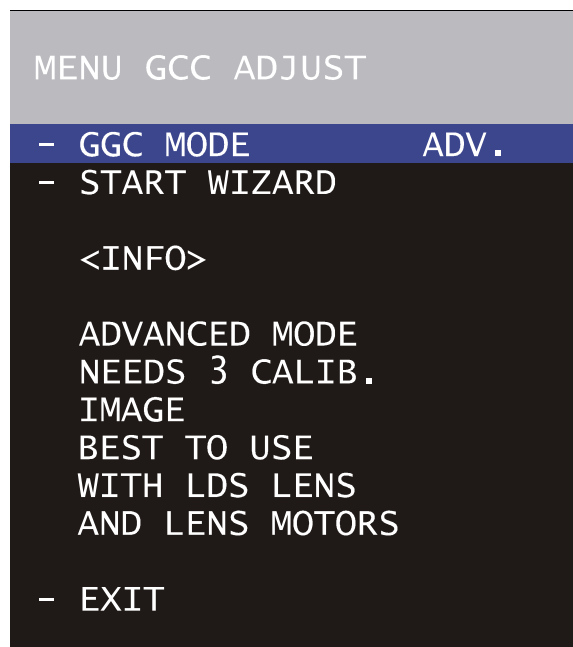 MENU GCC ADJUST
- GGC MODE ADV.
- START WIZARD
<INFO>
ADVANCED MODE
NEEDS 3 CALIB.
IMAGE
BEST TO USE
WITH LDS LENS
AND LENS MOTORS
- EXIT